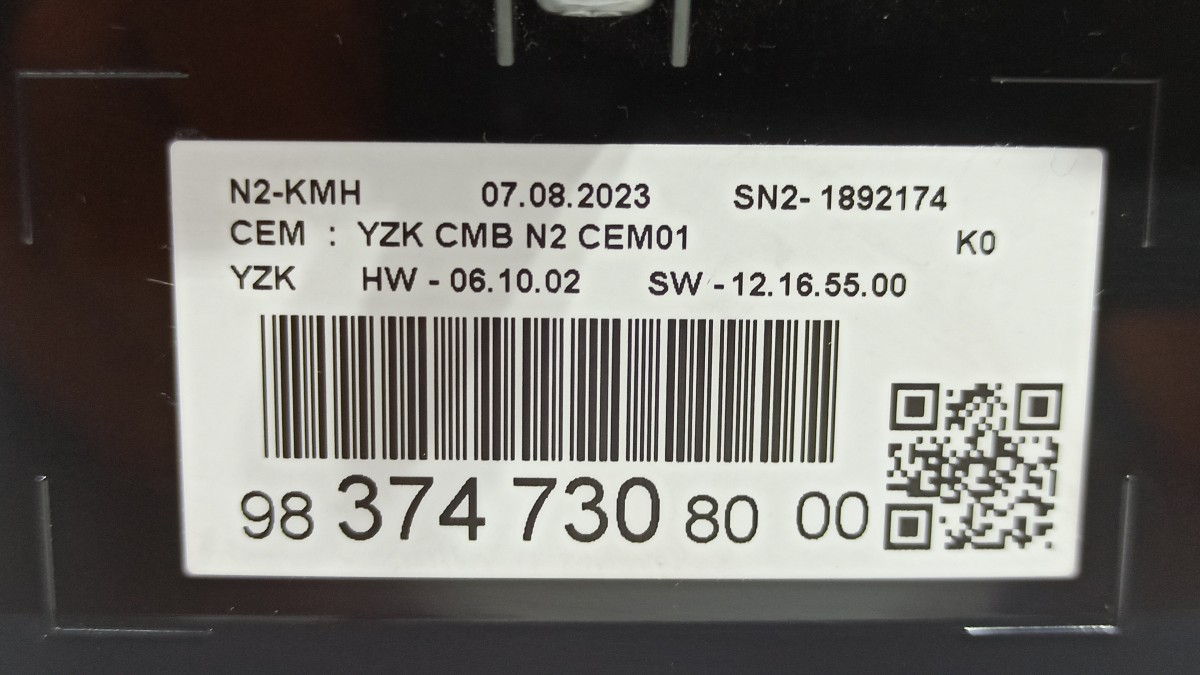 N2-KMH 07.08.2023 SN2- 1892174
CEM : YZK CMB N2 CEM01 K0
YZK HW - 06.10.02 SW - 12.16.55.00
98 374 730 80 00